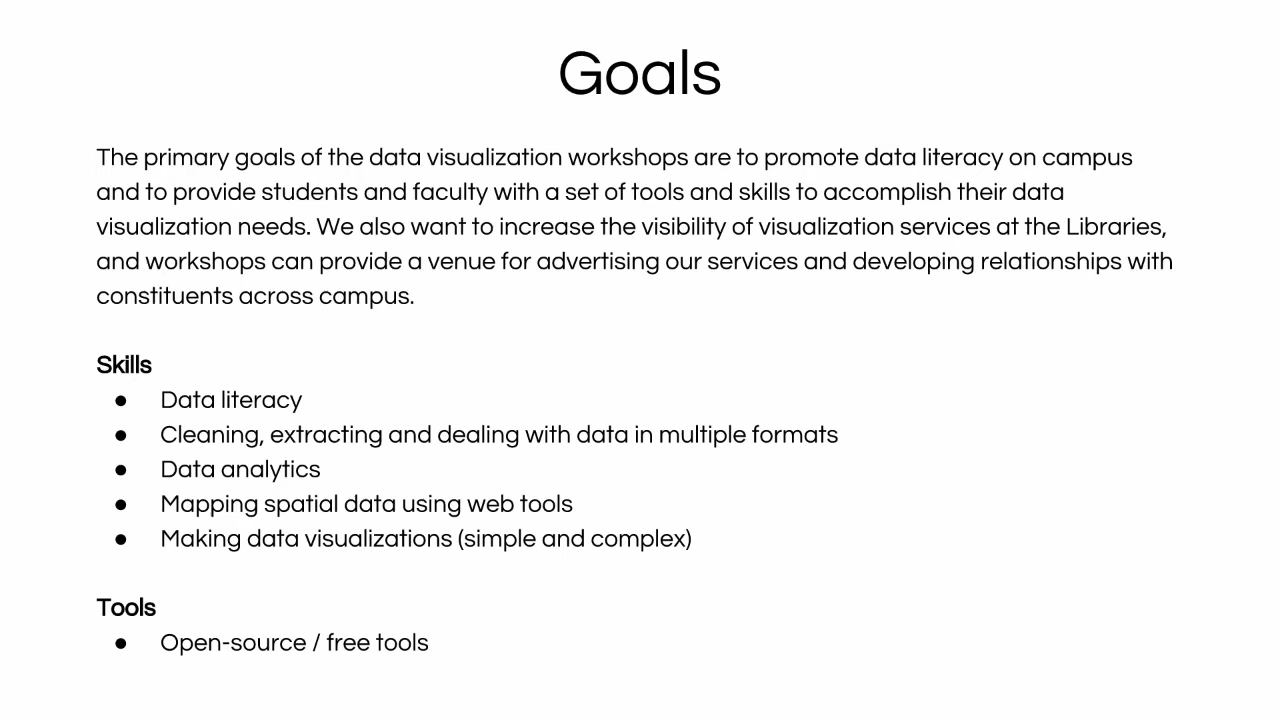 Goals
The primary goals of the data visualization workshops are to promote data literacy on campus
and to provide students and faculty with a set of tools and skills to accomplish their data
visualization needs. We also want to increase the visibility of visualization services at the Libraries,
and workshops can provide a venue for advertising our services and developing relationships with
constituents across campus.
Skills
● Data literacy
● Cleaning, extracting and dealing with data in multiple formats
● Data analytics
● Mapping spatial data using web tools
● Making data visualizations (simple and complex)
Tools
● Open-source / free tools